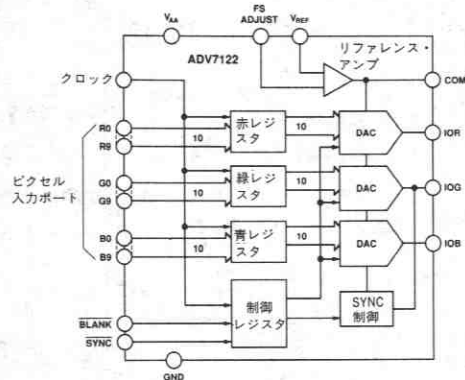 VAA
FS
ADJUST
VREF
ADV7122
リファレンス・
アンプ
クロック
COMP
R0
10
赤レジ
スタ
10
DAC
IOR
R9
ピクセル
入力ポート
G0
10
緑レジ
スタ
10
DAC
IOG
G9
B0
10
青レジ
スタ
10
DAC
IOB
B9
制御
レジスタ
SYNC
制御
BLANK
SYNC
GND